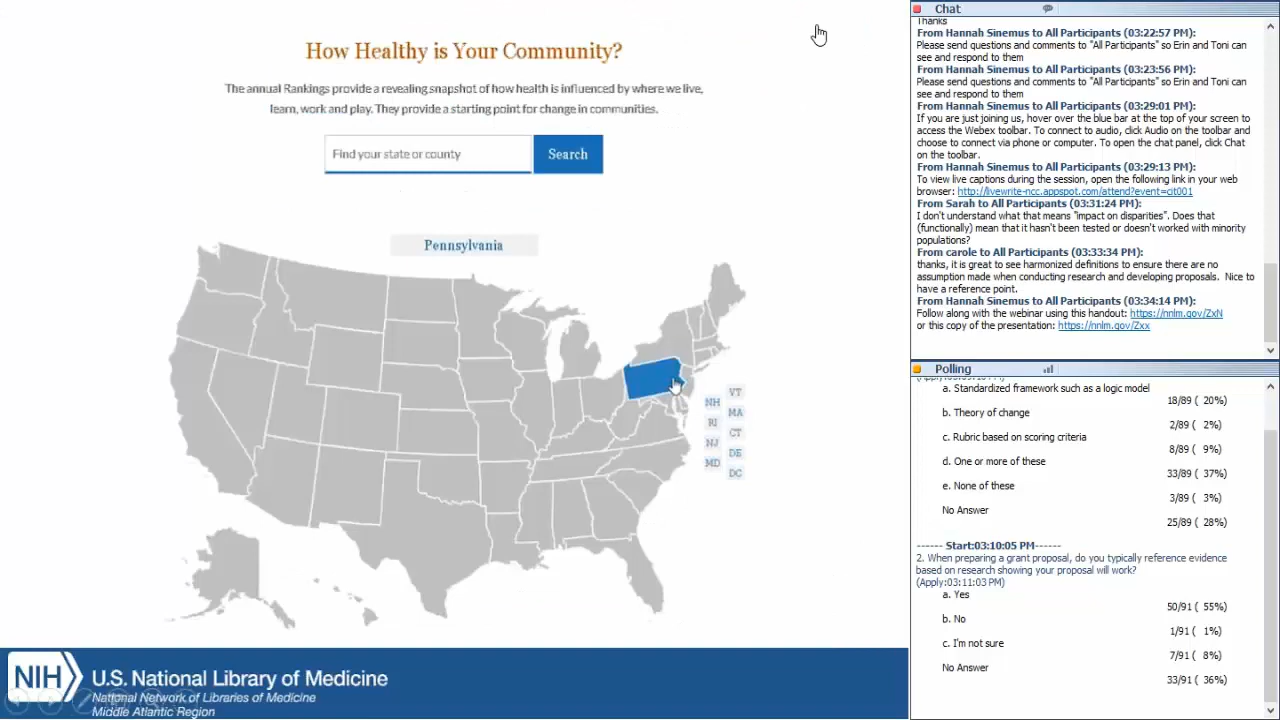 How Healthy is Your Community?
The annual Rankings provide a revealing snapshot of how health is influenced by where we live,
learn, work and play. They provide a starting point for change in communities.
Find your state or county
Search
Pennsylvania
VT
NH
MA
RI
CT
NJ
DE
MD
DC
NIH
U.S. National Library of Medicine
National Network of Libraries of Medicine
Middle Atlantic Region
Chat
Thanks
From Hannah Sinemus to All Participants (03:22:57 PM):
Please send questions and comments to "All Participants" so Erin and Toni can
see and respond to them
From Hannah Sinemus to All Participants (03:23:56 PM):
Please send questions and comments to "All Participants" so Erin and Toni can
see and respond to them
From Hannah Sinemus to All Participants (03:29:01 PM):
If you are just joining us, hover over the blue bar at the top of your screen to
access the Webex toolbar. To connect to audio, click Audio on the toolbar and
choose to connect via phone or computer. To open the chat panel, click Chat
on the toolbar.
From Hannah Sinemus to All Participants (03:29:13 PM):
To view live captions during the session, open the following link in your web
browser: http://livewrite-ncc.appspot.com/attend?event=cit001
From Sarah to All Participants (03:31:24 PM):
I don't understand what that means "impact on disparities". Does that
(functionally) mean that it hasn't been tested or doesn't worked with minority
populations?
From carole to All Participants (03:33:34 PM):
thanks, it is great to see harmonized definitions to ensure there are no
assumption made when conducting research and developing proposals. Nice to
have a reference point.
From Hannah Sinemus to All Participants (03:34:14 PM):
Follow along with the webinar using this handout: https://nnlm.gov/ZxN
or this copy of the presentation: https://nnlm.gov/Zxx
Polling
a. Standardized framework such as a logic model
18/89 ( 20%)
b. Theory of change
2/89 ( 2%)
c. Rubric based on scoring criteria
8/89 ( 9%)
d. One or more of these
33/89 ( 37%)
e. None of these
3/89 ( 3%)
No Answer
25/89 ( 28%)
------ Start:03:10:05 PM------
2. When preparing a grant proposal, do you typically reference evidence
based on research showing your proposal will work?
(Apply:03:11:03 PM)
a. Yes
50/91 ( 55%)
b. No
1/91 ( 1%)
c. I'm not sure
7/91 ( 8%)
No Answer
33/91 ( 36%)